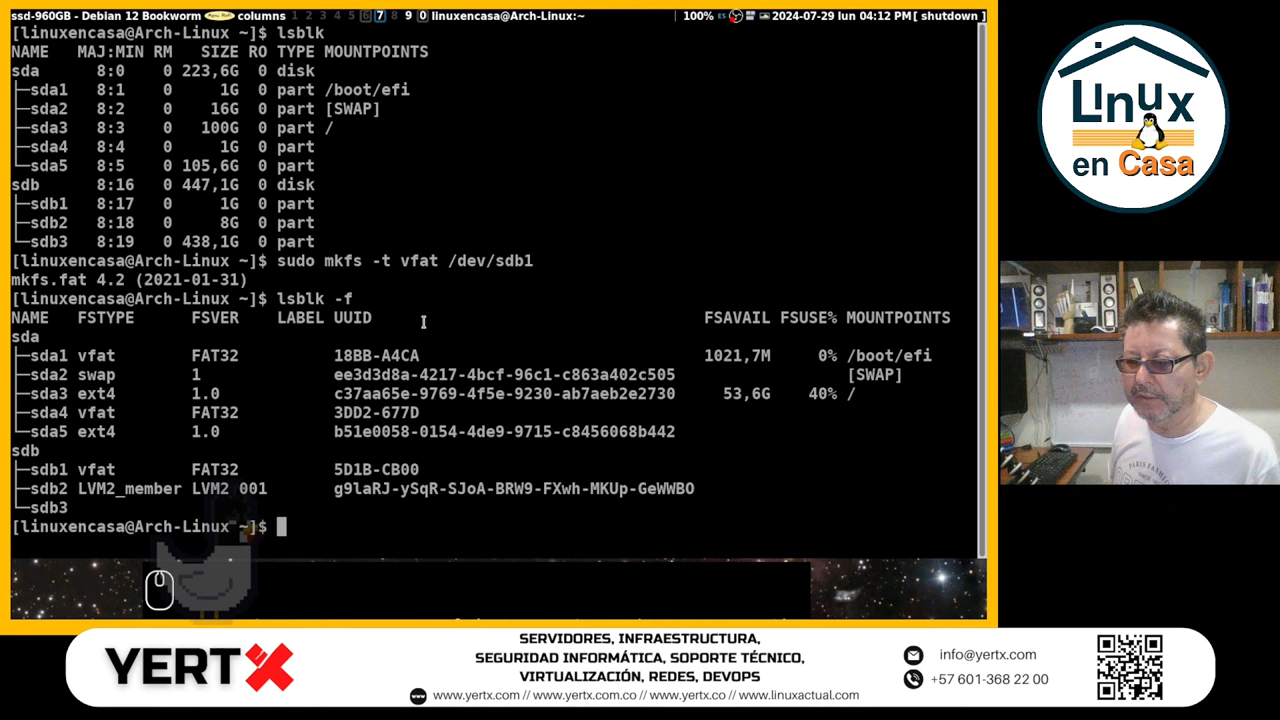 ssd-960GB - Debian 12 Bookworm columns 1 2 3 4 5 6 7 8 9 0 linuxencasa@Arch-Linux:~ 100% ES 2024-07-29 lun 04:12 PM[ shutdown ]
[linuxencasa@Arch-Linux ~]$ lsblk
NAME MAJ:MIN RM SIZE RO TYPE MOUNTPOINTS
sda 8:0 0 223,6G 0 disk
├─sda1 8:1 0 1G 0 part /boot/efi
├─sda2 8:2 0 16G 0 part [SWAP]
├─sda3 8:3 0 100G 0 part /
├─sda4 8:4 0 1G 0 part
└─sda5 8:5 0 105,6G 0 part
sdb 8:16 0 447,1G 0 disk
├─sdb1 8:17 0 1G 0 part
├─sdb2 8:18 0 8G 0 part
└─sdb3 8:19 0 438,1G 0 part
[linuxencasa@Arch-Linux ~]$ sudo mkfs -t vfat /dev/sdb1
mkfs.fat 4.2 (2021-01-31)
[linuxencasa@Arch-Linux ~]$ lsblk -f
NAME FSTYPE FSVER LABEL UUID FSAVAIL FSUSE% MOUNTPOINTS
sda
├─sda1 vfat FAT32 18BB-A4CA 1021,7M 0% /boot/efi
├─sda2 swap 1 ee3d3d8a-4217-4bcf-96c1-c863a402c505 [SWAP]
├─sda3 ext4 1.0 c37aa65e-9769-4f5e-9230-ab7aeb2e2730 53,6G 40% /
├─sda4 vfat FAT32 3DD2-677D
└─sda5 ext4 1.0 b51e0058-0154-4de9-9715-c8456068b442
sdb
├─sdb1 vfat FAT32 5D1B-CB00
├─sdb2 LVM2_member LVM2 001 g9laRJ-ySqR-SJoA-BRW9-FXwh-MKUp-GeWWBO
└─sdb3
[linuxencasa@Arch-Linux ~]$
Linux
en Casa
PARIS FASHION
YERTX
SERVIDORES, INFRAESTRUCTURA,
SEGURIDAD INFORMÁTICA, SOPORTE TÉCNICO,
VIRTUALIZACIÓN, REDES, DEVOPS
www.yertx.com // www.yertx.com.co // www.yertx.co // www.linuxactual.com
info@yertx.com
+57 601-368 22 00